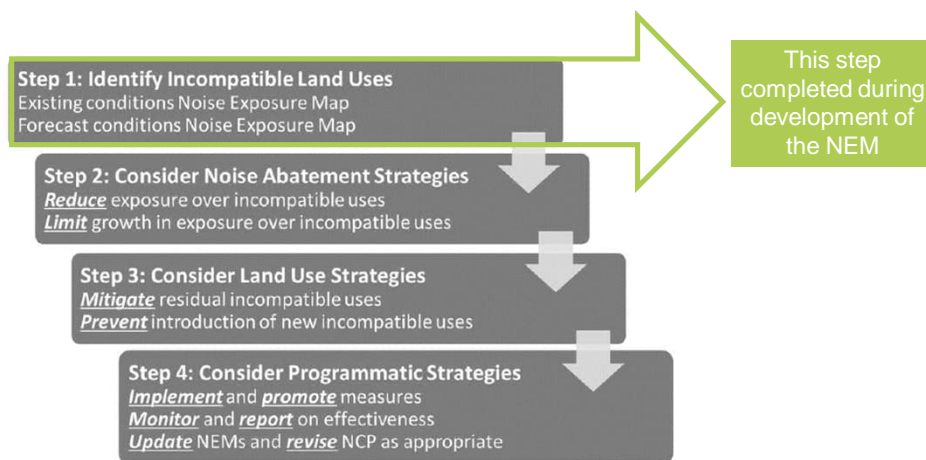 Step 1: Identify Incompatible Land Uses
Existing conditions Noise Exposure Map
Forecast conditions Noise Exposure Map
This step
completed during
development of
the NEM
Step 2: Consider Noise Abatement Strategies
Reduce exposure over incompatible uses
Limit growth in exposure over incompatible uses
Step 3: Consider Land Use Strategies
Mitigate residual incompatible uses
Prevent introduction of new incompatible uses
Step 4: Consider Programmatic Strategies
Implement and promote measures
Monitor and report on effectiveness
Update NEMs and revise NCP as appropriate